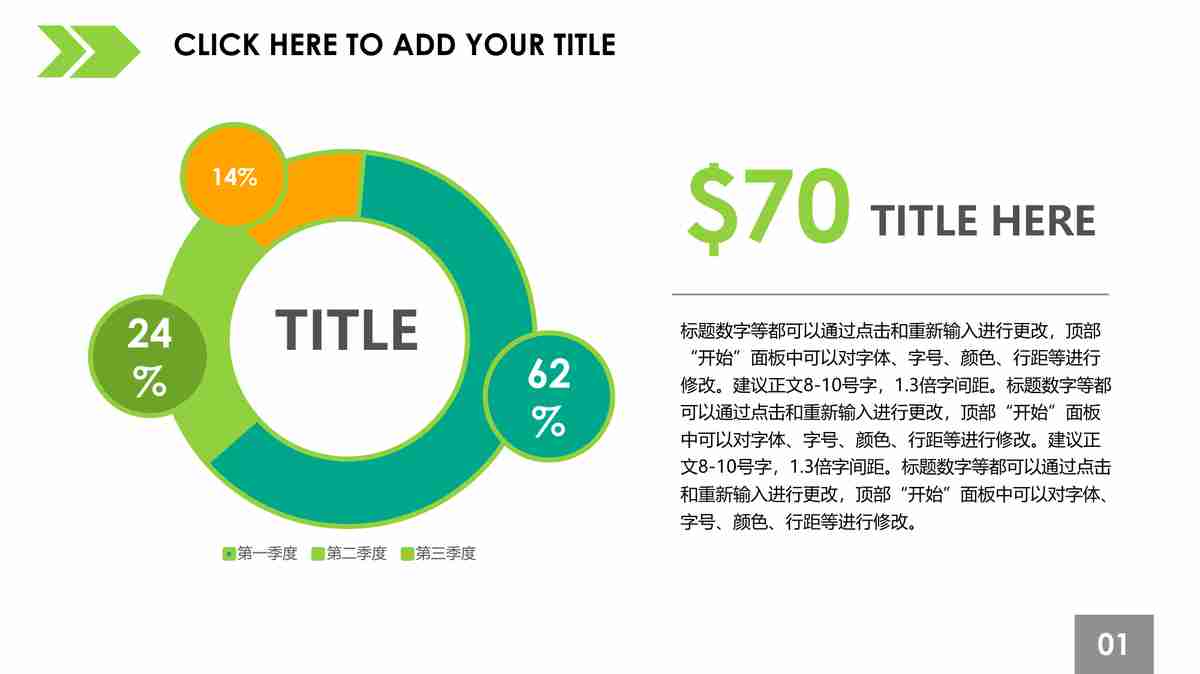 CLICK HERE TO ADD YOUR TITLE
14%
$70 TITLE HERE
TITLE
24
%
62
%
标题数字等都可以通过点击和重新输入进行更改，顶部
“开始”面板中可以对字体、字号、颜色、行距等进行
修改。建议正文8-10号字，1.3倍字间距。标题数字等都
可以通过点击和重新输入进行更改，顶部“开始”面板
中可以对字体、字号、颜色、行距等进行修改。建议正
文8-10号字，1.3倍字间距。标题数字等都可以通过点击
和重新输入进行更改，顶部“开始”面板中可以对字体、
字号、颜色、行距等进行修改。
第一季度 第二季度 第三季度
01